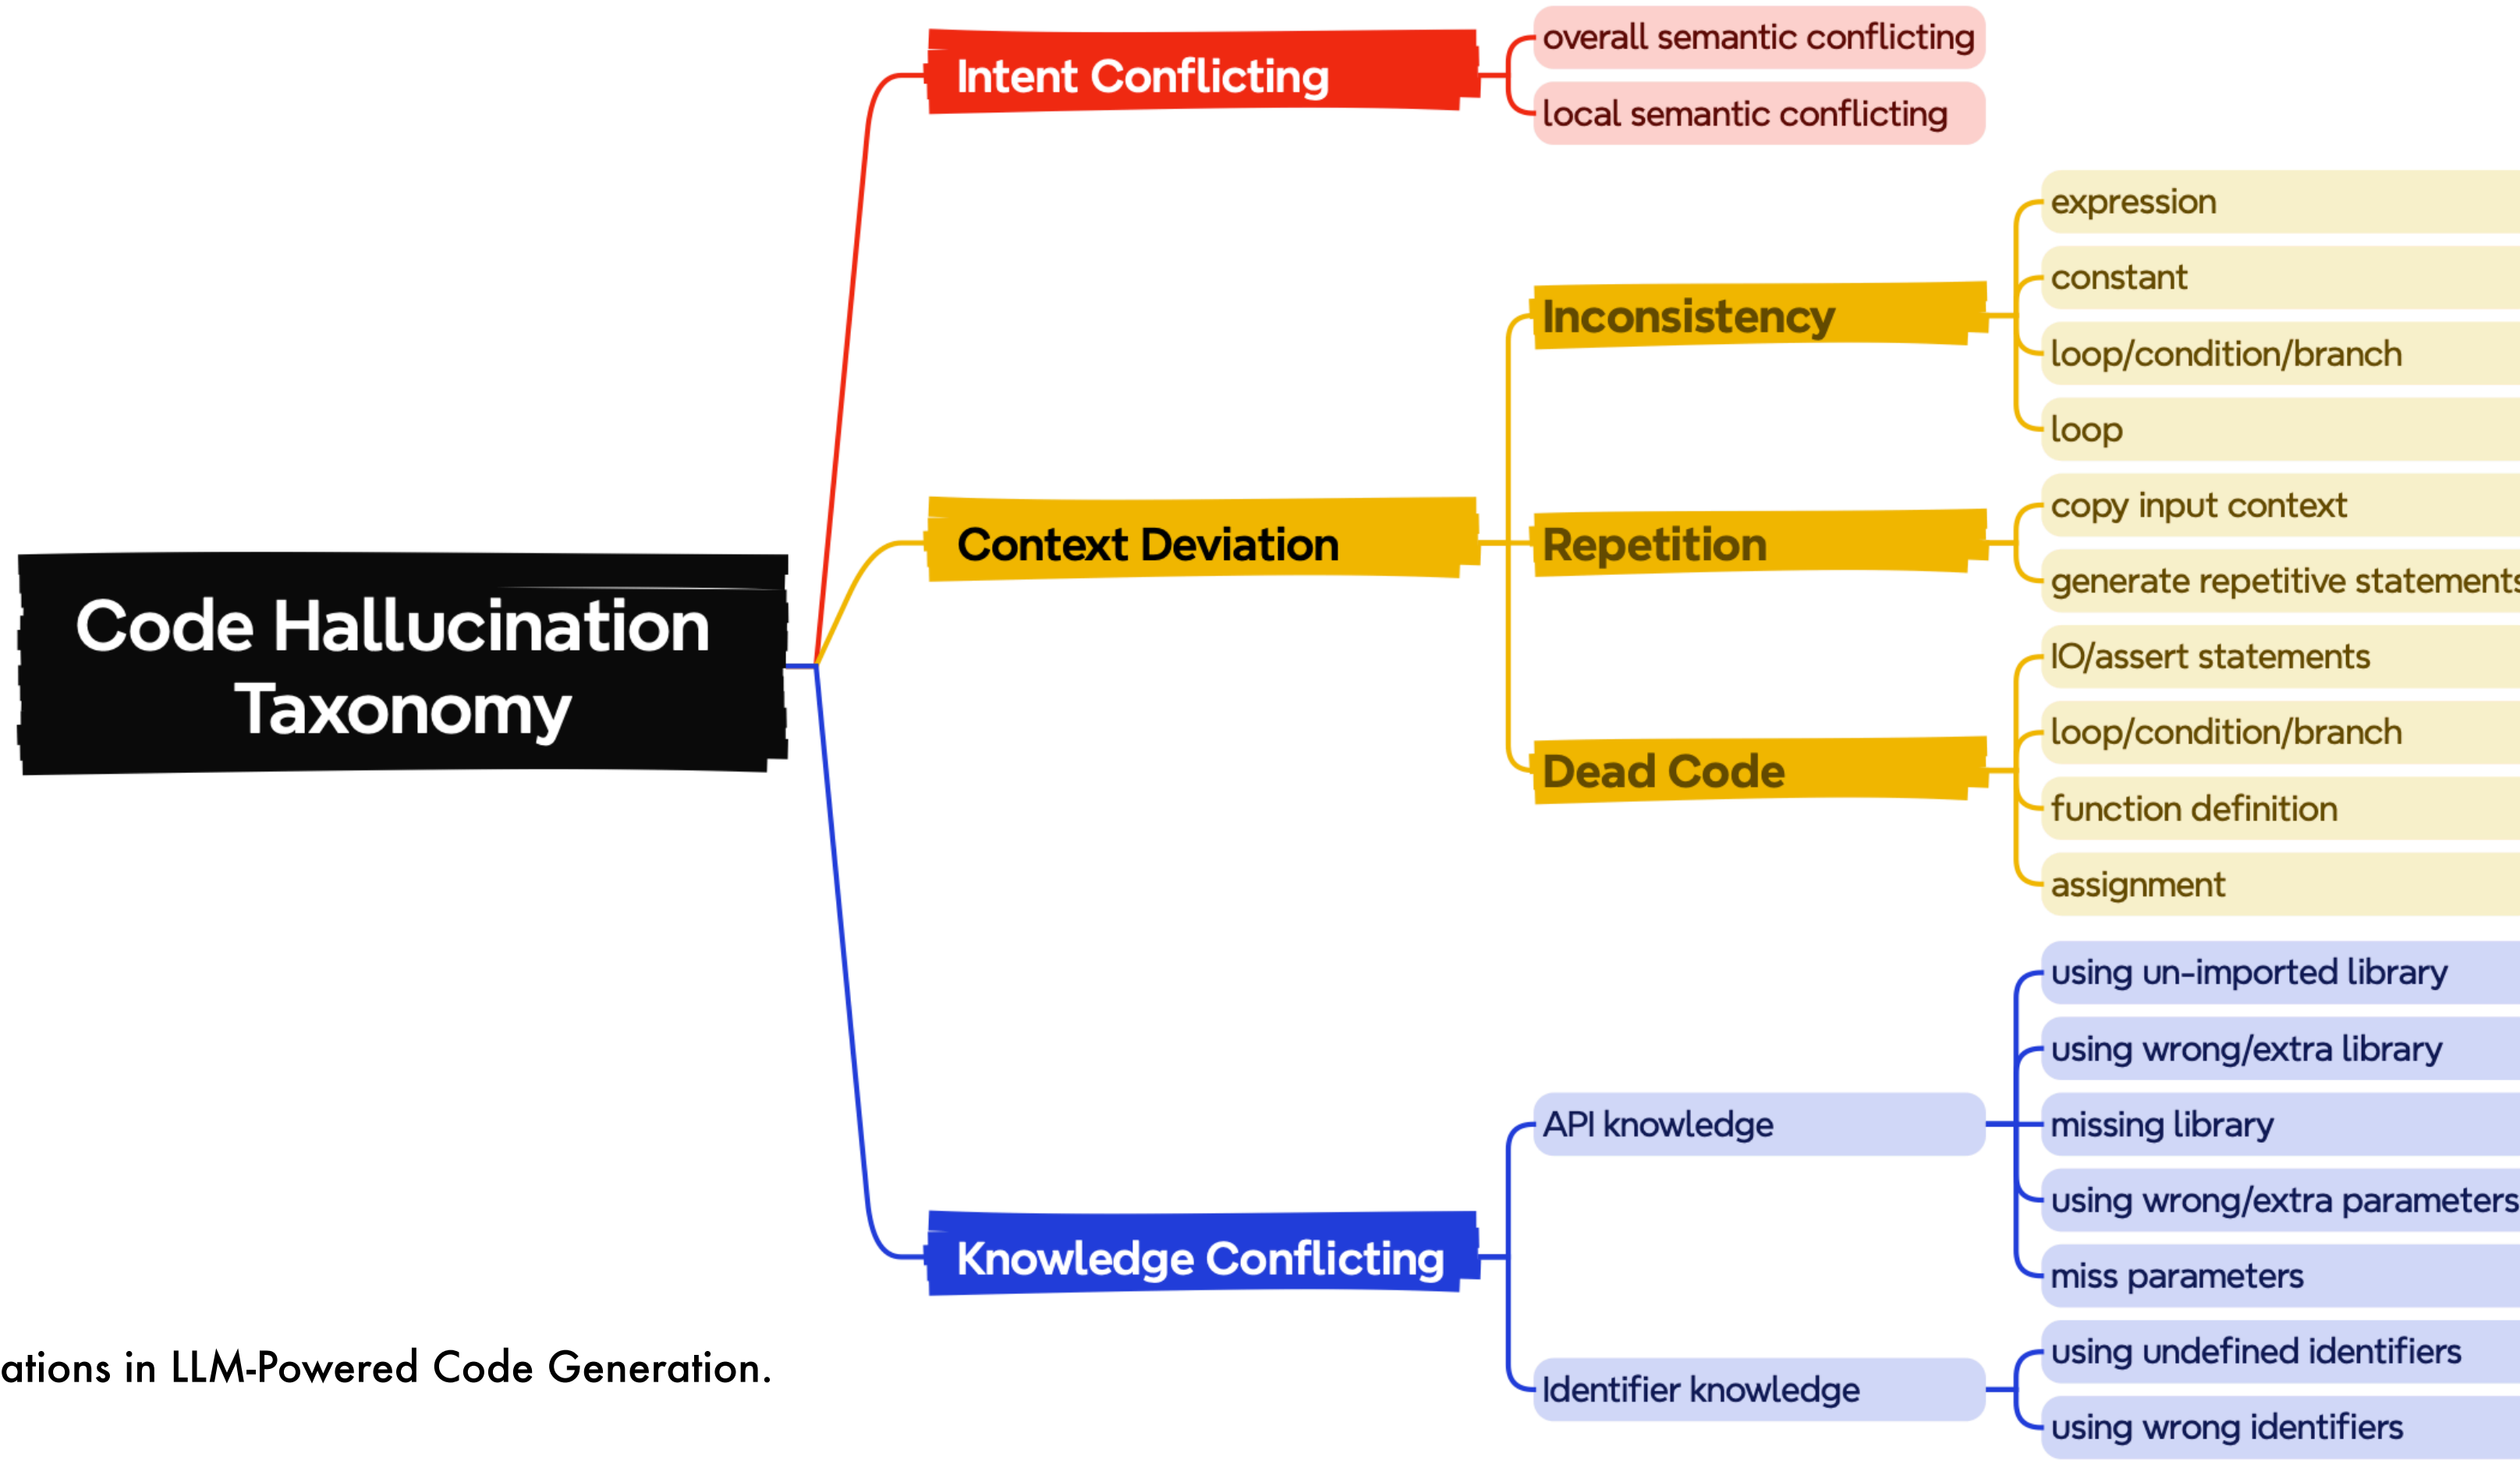 Code Hallucination
Taxonomy
Intent Conflicting
overall semantic conflicting
local semantic conflicting
Context Deviation
Inconsistency
expression
constant
loop/condition/branch
loop
Repetition
copy input context
generate repetitive statements
Dead Code
IO/assert statements
loop/condition/branch
function definition
assignment
Knowledge Conflicting
API knowledge
using un-imported library
using wrong/extra library
missing library
using wrong/extra parameters
miss parameters
Identifier knowledge
using undefined identifiers
using wrong identifiers
ations in LLM-Powered Code Generation.